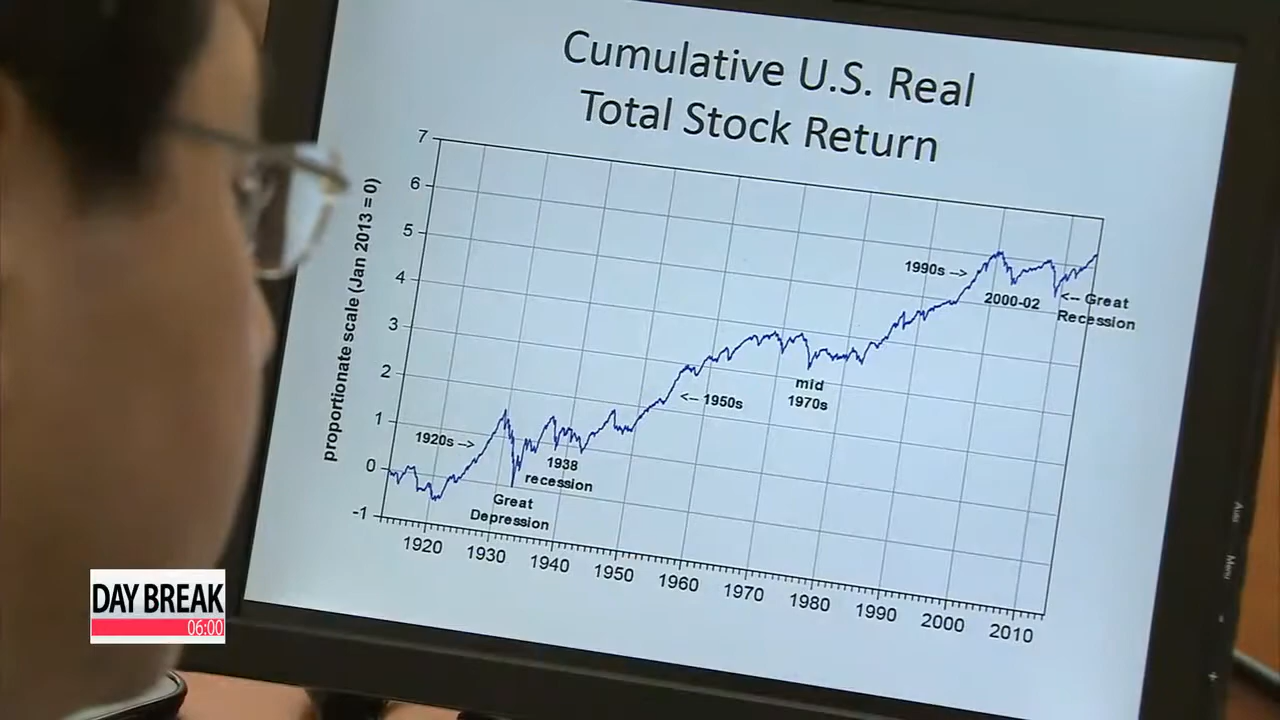 Cumulative U.S. Real
Total Stock Return
proportionate scale (Jan 2013 = 0)
7
6
5
4
3
2
1
0
-1
1990s -->
2000-02
<-- Great
Recession
mid
1970s
<-- 1950s
1920s -->
1938
recession
Great
Depression
1920 1930 1940 1950 1960 1970 1980 1990 2000 2010
DAY BREAK
06:00
Auto
Menu